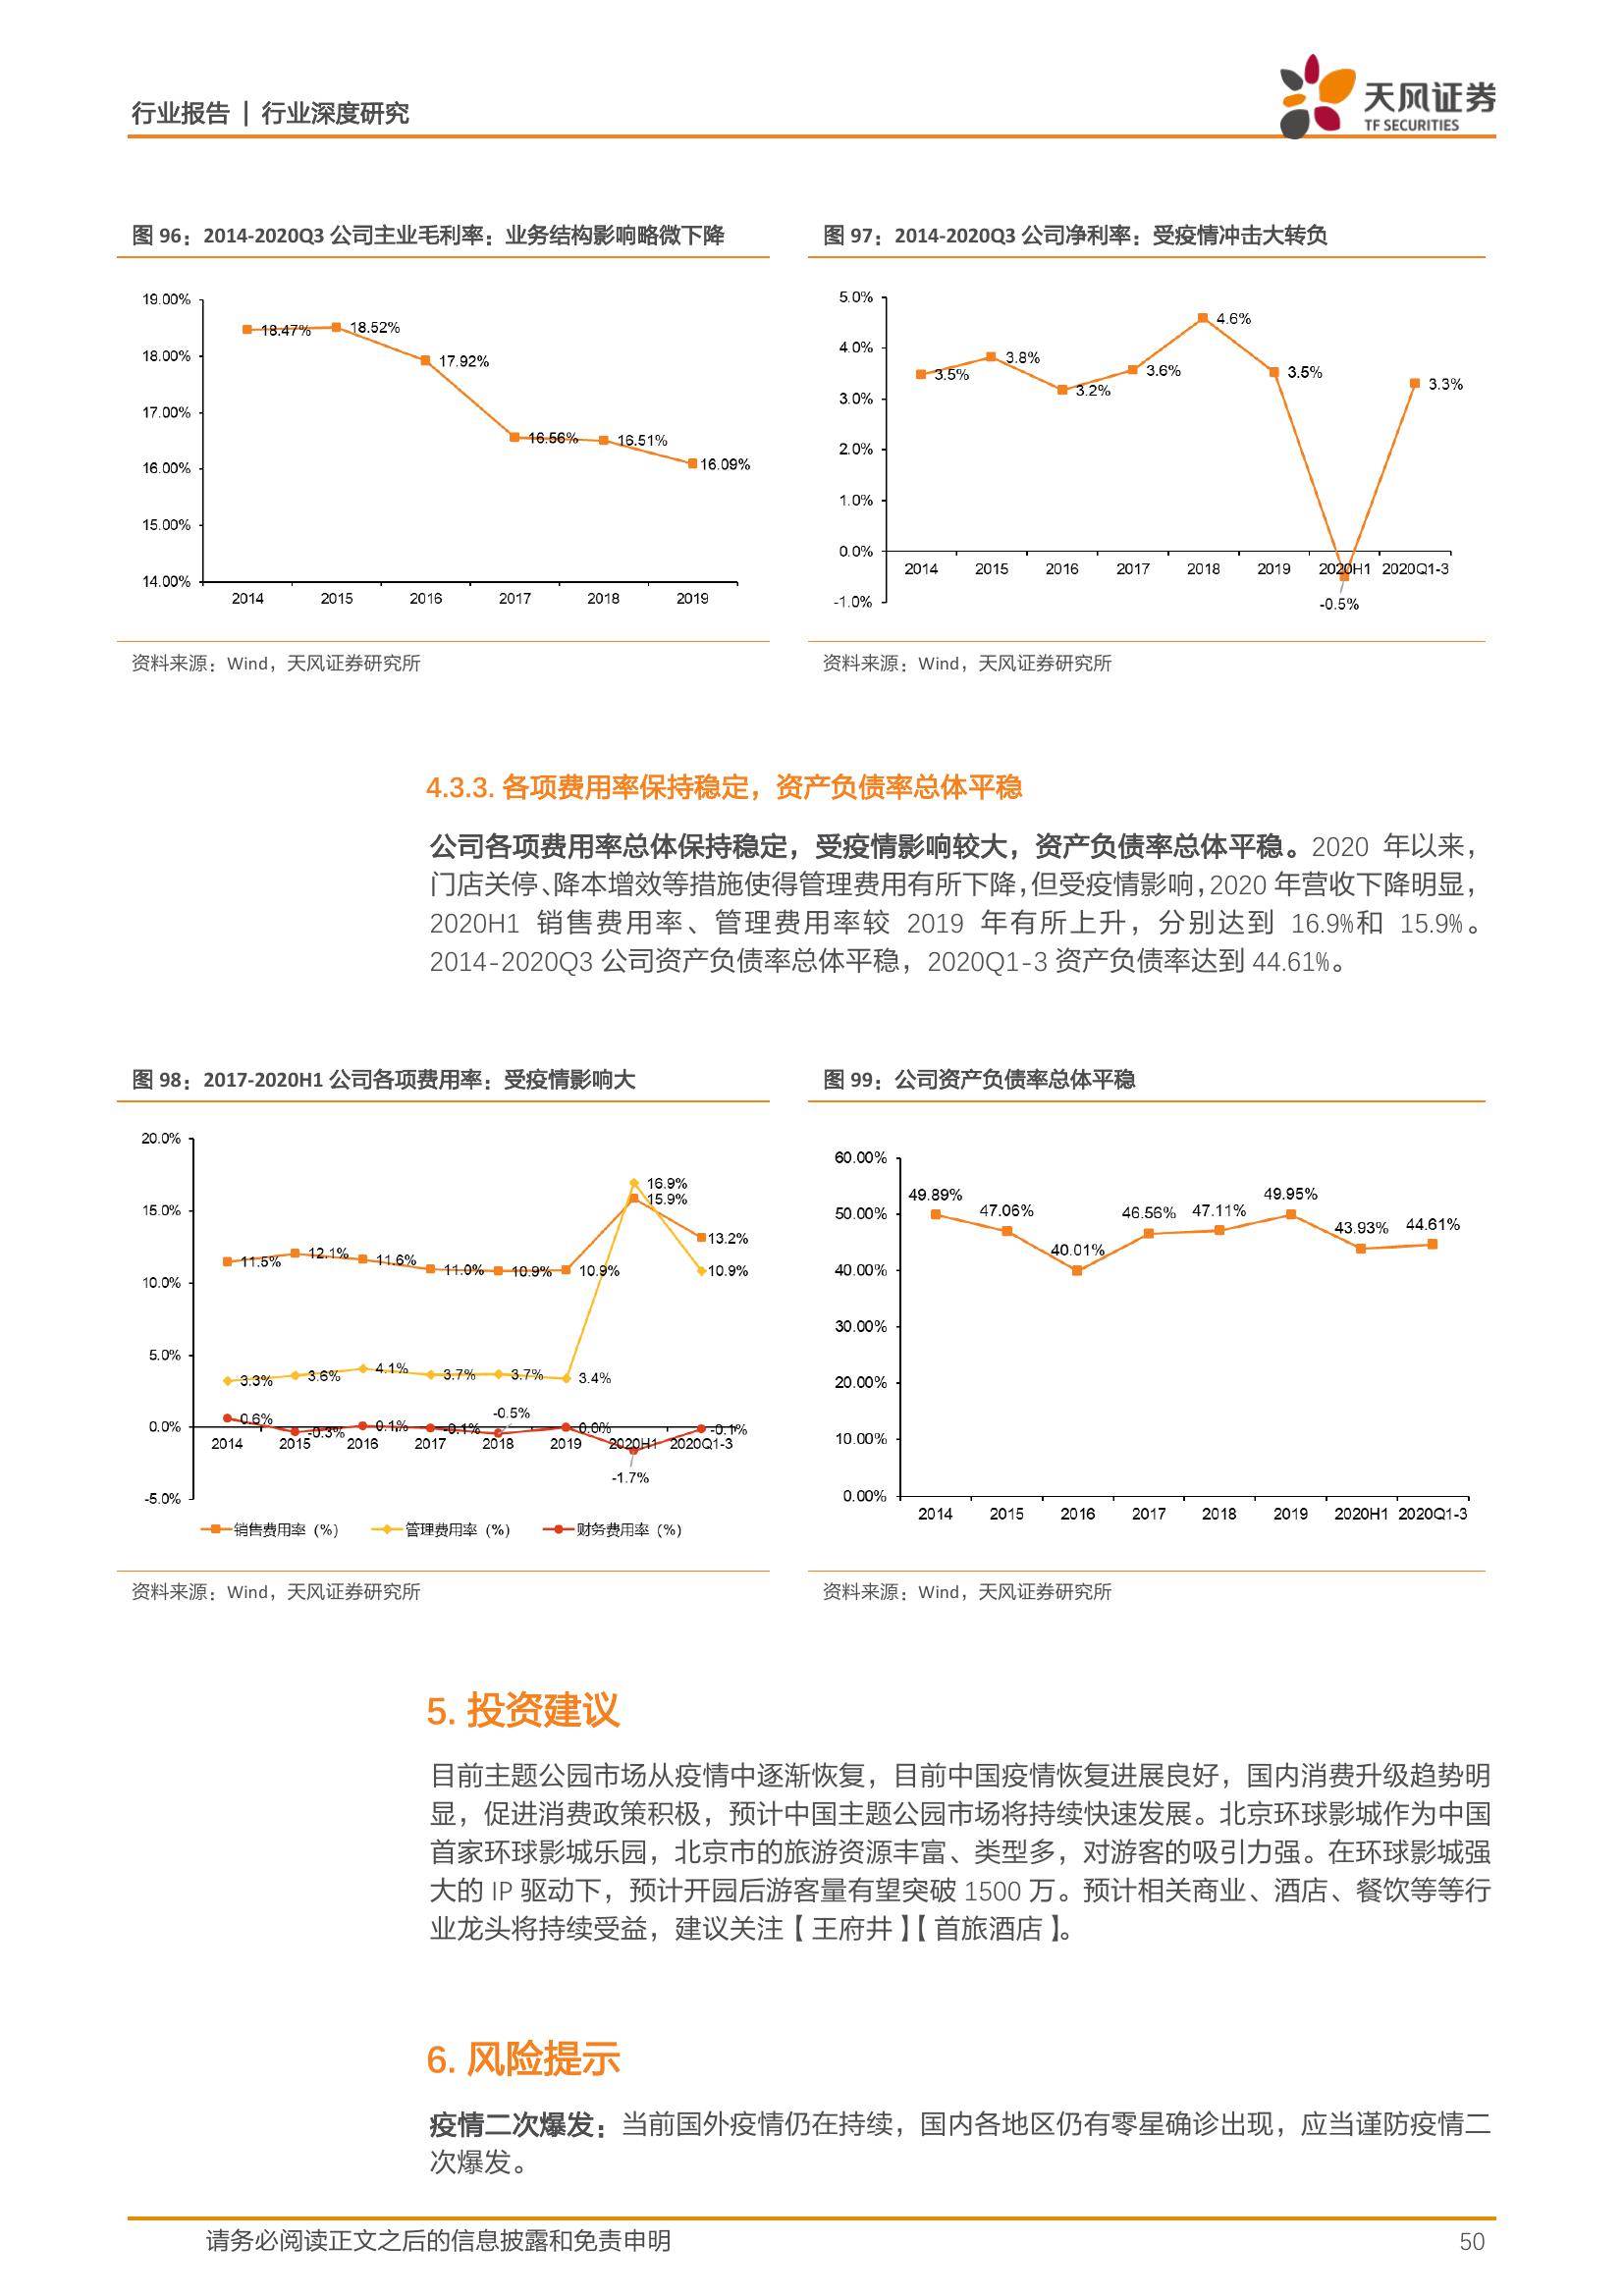 行业报告 | 行业深度研究
天风证券
TF SECURITIES
图 96：2014-2020Q3 公司主业毛利率：业务结构影响略微下降
19.00%
18.00%
17.00%
16.00%
15.00%
14.00%
18.47%
18.52%
17.92%
16.56%
16.51%
16.09%
2014 2015 2016 2017 2018 2019
资料来源：Wind，天风证券研究所
图 97：2014-2020Q3 公司净利率：受疫情冲击大转负
5.0%
4.0%
3.0%
2.0%
1.0%
0.0%
-1.0%
3.5%
3.8%
3.2%
3.6%
4.6%
3.5%
-0.5%
3.3%
2014 2015 2016 2017 2018 2019 2020H1 2020Q1-3
资料来源：Wind，天风证券研究所
4.3.3. 各项费用率保持稳定，资产负债率总体平稳
公司各项费用率总体保持稳定，受疫情影响较大，资产负债率总体平稳。2020 年以来，
门店关停、降本增效等措施使得管理费用有所下降，但受疫情影响，2020 年营收下降明显，
2020H1 销售费用率、管理费用率较 2019 年有所上升，分别达到 16.9%和 15.9%。
2014-2020Q3 公司资产负债率总体平稳，2020Q1-3 资产负债率达到 44.61%。
图 98：2017-2020H1 公司各项费用率：受疫情影响大
20.0%
15.0%
10.0%
5.0%
0.0%
-5.0%
11.5% 12.1% 11.6% 11.0% 10.9% 10.9% 15.9% 13.2%
3.3% 3.6% 4.1% 3.7% 3.7% 3.4% 16.9% 10.9%
0.6% -0.3% 0.1% -0.1% -0.5% 0.0% -1.7% -0.1%
2014 2015 2016 2017 2018 2019 2020H1 2020Q1-3
销售费用率（%） 管理费用率（%） 财务费用率（%）
资料来源：Wind，天风证券研究所
图 99：公司资产负债率总体平稳
60.00%
50.00%
40.00%
30.00%
20.00%
10.00%
0.00%
49.89% 47.06% 40.01% 46.56% 47.11% 49.95% 43.93% 44.61%
2014 2015 2016 2017 2018 2019 2020H1 2020Q1-3
资料来源：Wind，天风证券研究所
5. 投资建议
目前主题公园市场从疫情中逐渐恢复，目前中国疫情恢复进展良好，国内消费升级趋势明
显，促进消费政策积极，预计中国主题公园市场将持续快速发展。北京环球影城作为中国
首家环球影城乐园，北京市的旅游资源丰富、类型多，对游客的吸引力强。在环球影城强
大的 IP 驱动下，预计开园后游客量有望突破 1500 万。预计相关商业、酒店、餐饮等等行
业龙头将持续受益，建议关注【王府井】【首旅酒店】。
6. 风险提示
疫情二次爆发：当前国外疫情仍在持续，国内各地区仍有零星确诊出现，应当谨防疫情二
次爆发。
请务必阅读正文之后的信息披露和免责申明
50